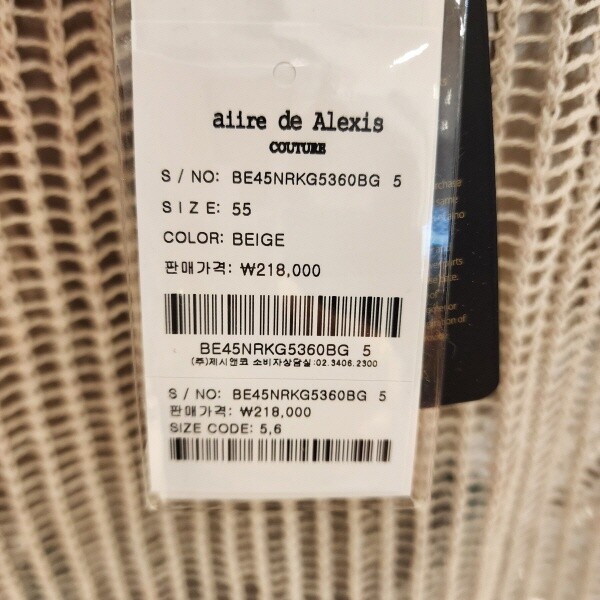 aiire de Alexis
COUTURE
S / NO: BE45NRKG5360BG 5
SIZE: 55
COLOR: BEIGE
판매가격: ₩218,000
BE45NRKG5360BG 5
(주)제시앤코 소비자상담실:02.3406.2300
S / NO: BE45NRKG5360BG 5
판매가격: ₩218,000
SIZE CODE: 5,6